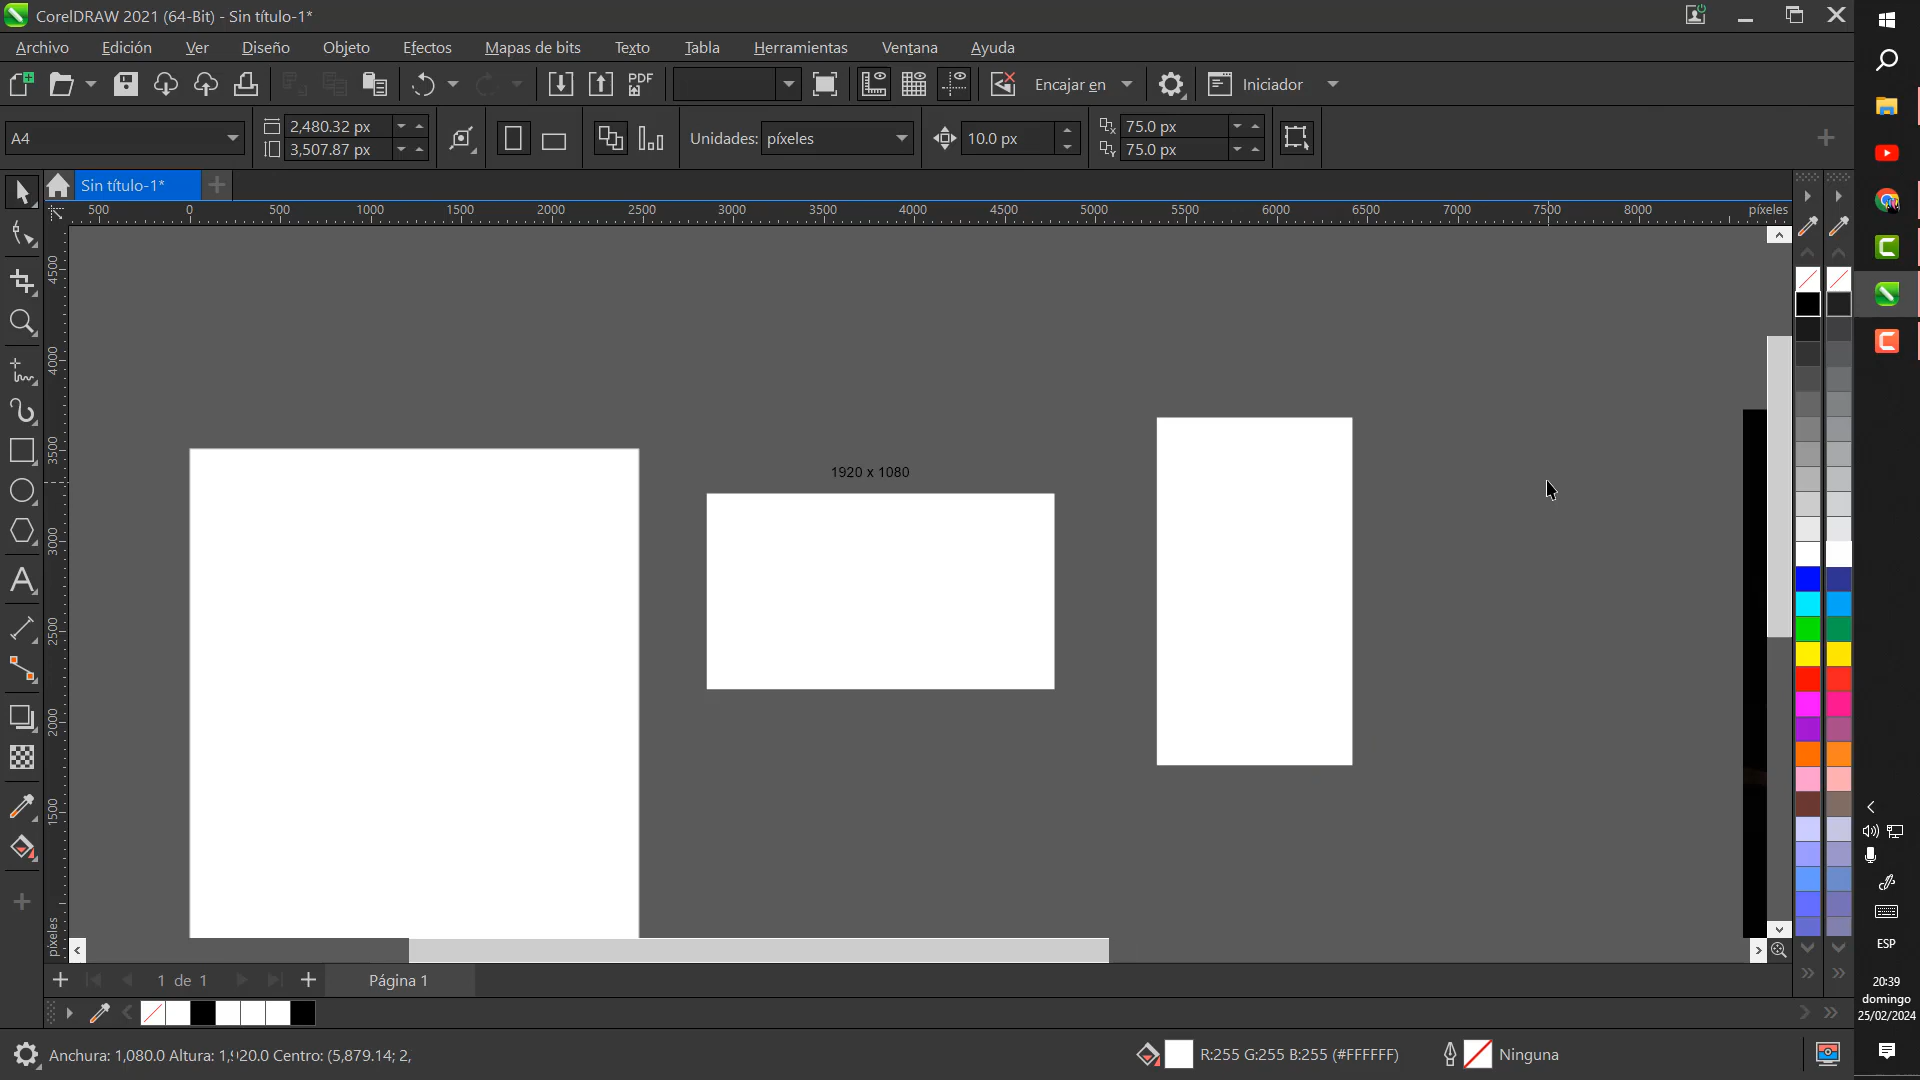 CorelDRAW 2021 (64-Bit) - Sin título-1*
Archivo Edición Ver Diseño Objeto Efectos Mapas de bits Texto Tabla Herramientas Ventana Ayuda
PDF Encajar en Iniciador
A4 2,480.32 px 3,507.87 px Unidades: píxeles 10.0 px 75.0 px 75.0 px
Sin título-1*
500 0 500 1000 1500 2000 2500 3000 3500 4000 4500 5000 5500 6000 6500 7000 7500 8000 píxeles
4500
4000
3500
3000
2500
2000
1500
píxeles
1920 x 1080
1 de 1 Página 1
Anchura: 1,080.0 Altura: 1,920.0 Centro: (5,879.14; 2,
R:255 G:255 B:255 (#FFFFFF) Ninguna
ESP
20:39
domingo
25/02/2024